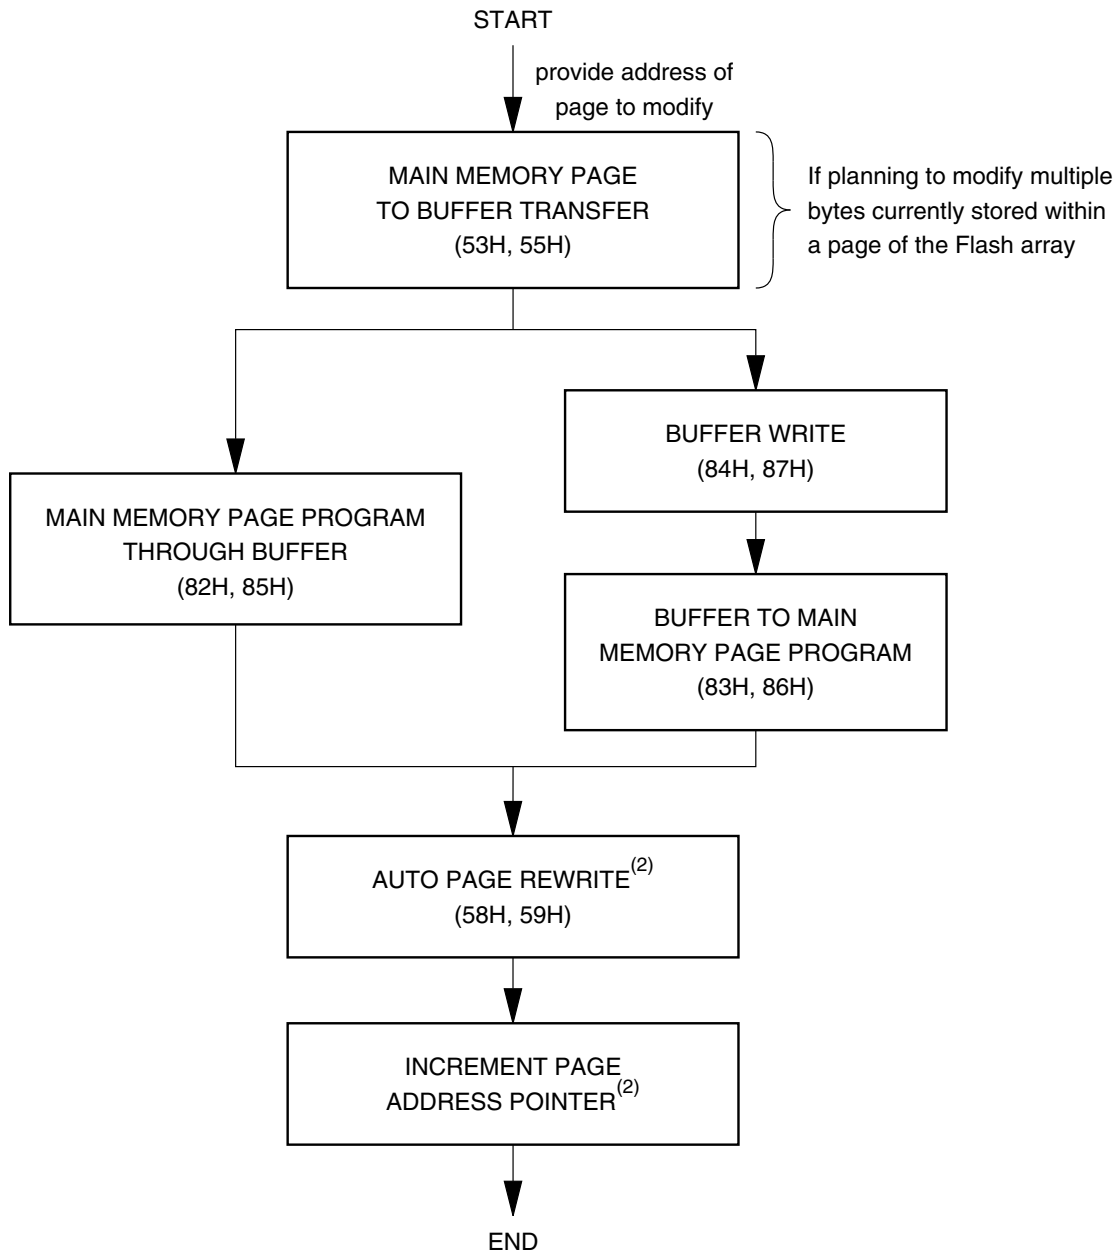 START
provide address of
page to modify
MAIN MEMORY PAGE
TO BUFFER TRANSFER
(53H, 55H)
If planning to modify multiple
bytes currently stored within
a page of the Flash array
BUFFER WRITE
(84H, 87H)
MAIN MEMORY PAGE PROGRAM
THROUGH BUFFER
(82H, 85H)
BUFFER TO MAIN
MEMORY PAGE PROGRAM
(83H, 86H)
AUTO PAGE REWRITE(2)
(58H, 59H)
INCREMENT PAGE
ADDRESS POINTER(2)
END